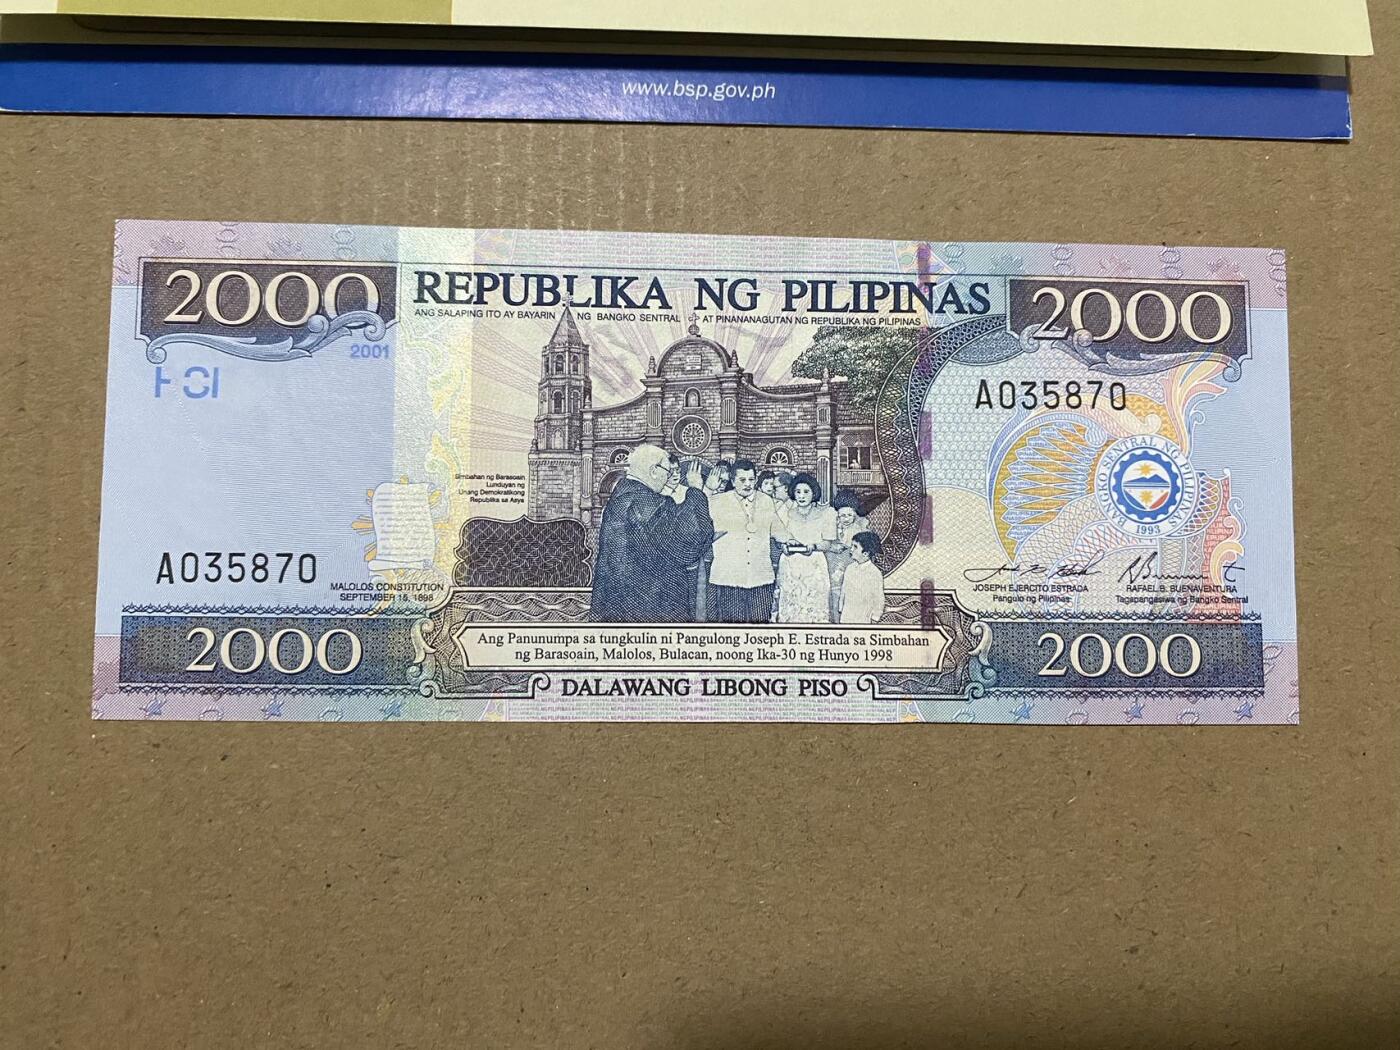 www.bsp.gov.ph
2000
REPUBLIKA NG PILIPINAS
2000
ANG SALAPING ITO AY BAYARIN NG BANGKO SENTRAL AT PINANANAGUTAN NG REPUBLIKA NG PILIPINAS
2001
A035870
BANGKO SENTRAL NG PILIPINAS
1993
Simbahan ng Barasoain
Lunduyan ng
Unang Demokratikong
Republika sa Asya
A035870
MALOLOS CONSTITUTION
SEPTEMBER 15, 1898
JOSEPH EJERCITO ESTRADA
Pangulo ng Pilipinas
RAFAEL B. BUENAVENTURA
Tagapangasiwa ng Bangko Sentral
2000
Ang Panunumpa sa tungkulin ni Pangulong Joseph E. Estrada sa Simbahan
ng Barasoain, Malolos, Bulacan, noong Ika-30 ng Hunyo 1998
2000
DALAWANG LIBONG PISO